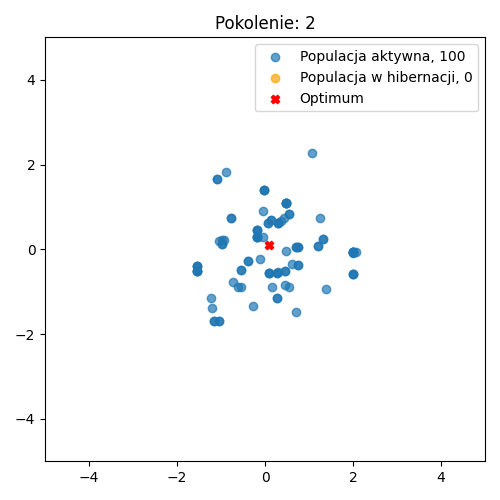 Pokolenie: 2
Populacja aktywna, 100
Populacja w hibernacji, 0
Optimum
4
2
0
−2
−4
−4 −2 0 2 4